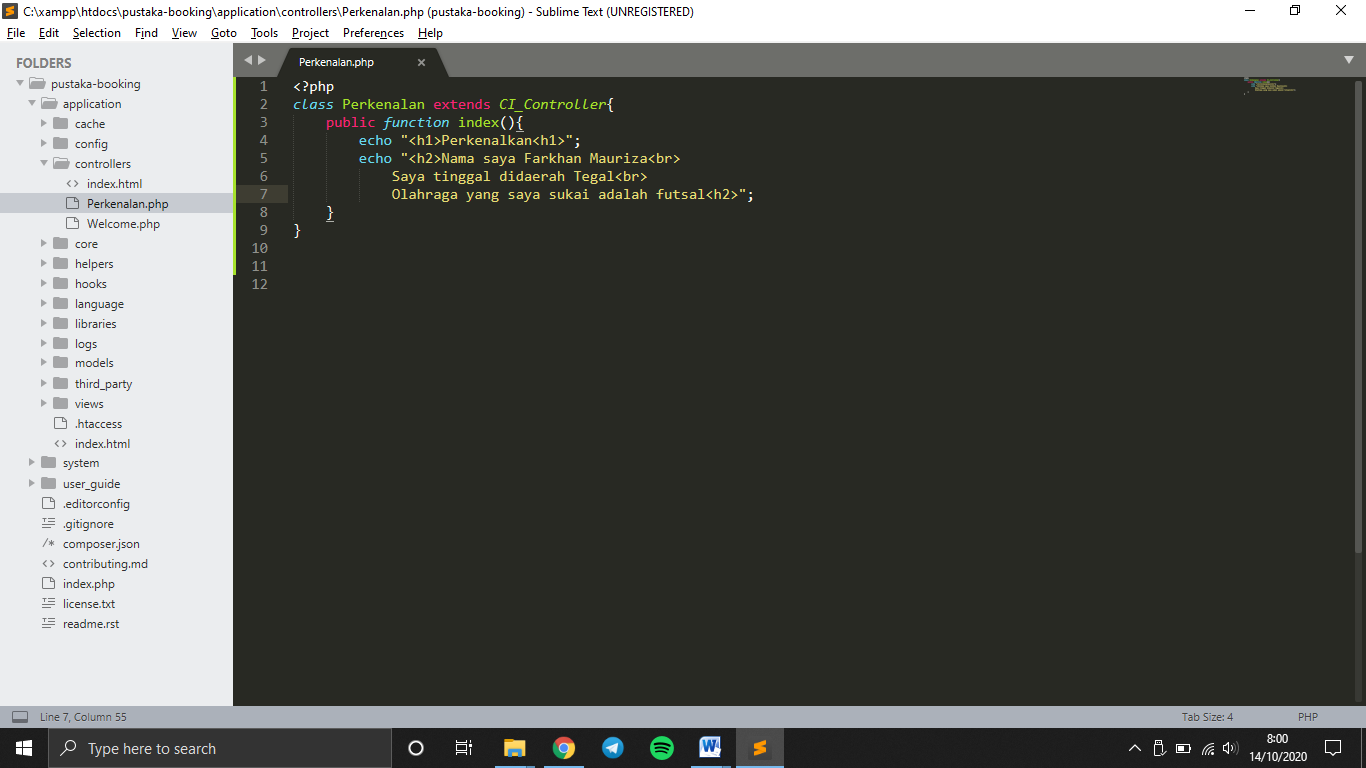 C:\xampp\htdocs\pustaka-booking\application\controllers\Perkenalan.php (pustaka-booking) - Sublime Text (UNREGISTERED)
File Edit Selection Find View Goto Tools Project Preferences Help
FOLDERS
pustaka-booking
application
cache
config
controllers
index.html
Perkenalan.php
Welcome.php
core
helpers
hooks
language
libraries
logs
models
third_party
views
.htaccess
index.html
system
user_guide
.editorconfig
.gitignore
composer.json
contributing.md
index.php
license.txt
readme.rst
Perkenalan.php
1 <?php
2 class Perkenalan extends CI_Controller{
3 public function index(){
4 echo "<h1>Perkenalkan<h1>";
5 echo "<h2>Nama saya Farkhan Mauriza<br>
6 Saya tinggal didaerah Tegal<br>
7 Olahraga yang saya sukai adalah futsal<h2>";
8 }
9 }
10
11
12
Line 7, Column 55 Tab Size: 4 PHP
Type here to search
8:00
14/10/2020